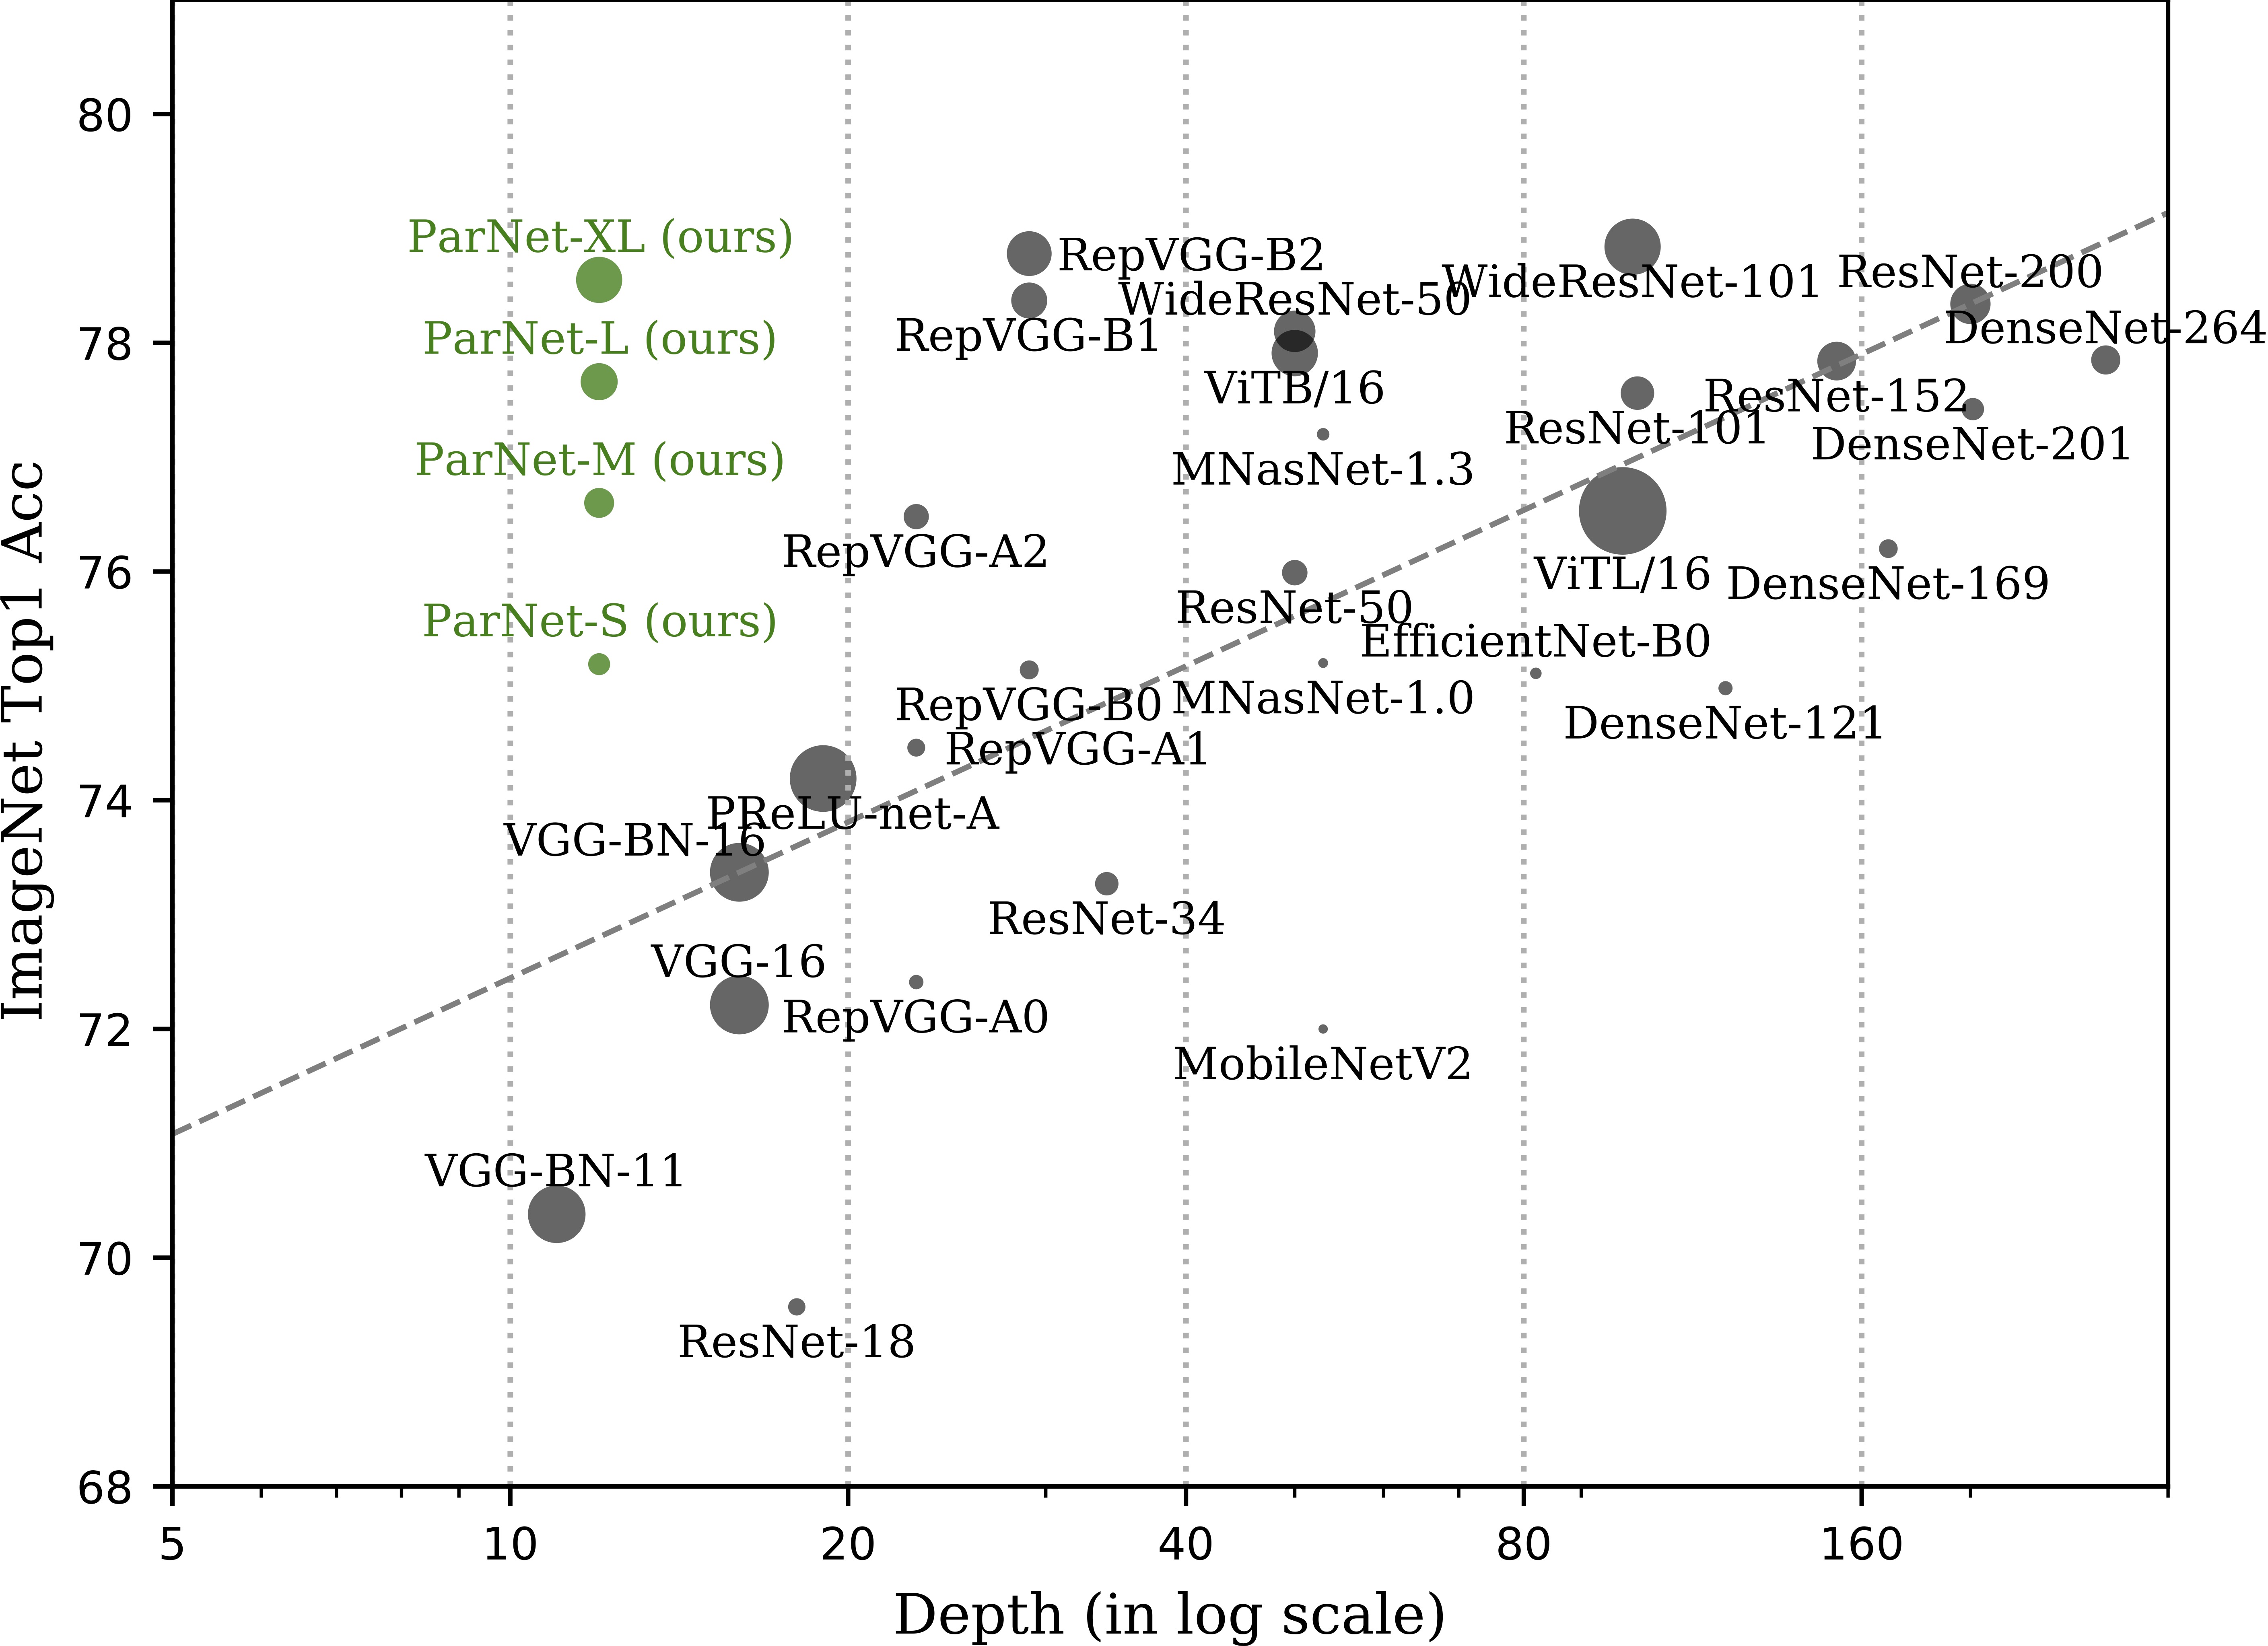 80
78
76
74
72
70
68
ImageNet Top1 Acc
ParNet-XL (ours)
ParNet-L (ours)
ParNet-M (ours)
ParNet-S (ours)
RepVGG-B2
WideResNet-50
RepVGG-B1
WideResNet-101
ResNet-200
DenseNet-264
ViTB/16
ResNet-152
ResNet-101
DenseNet-201
MNasNet-1.3
RepVGG-A2
ViTL/16
DenseNet-169
ResNet-50
EfficientNet-B0
RepVGG-B0
MNasNet-1.0
DenseNet-121
RepVGG-A1
PReLU-net-A
VGG-BN-16
ResNet-34
VGG-16
RepVGG-A0
MobileNetV2
VGG-BN-11
ResNet-18
5
10
20
40
80
160
Depth (in log scale)